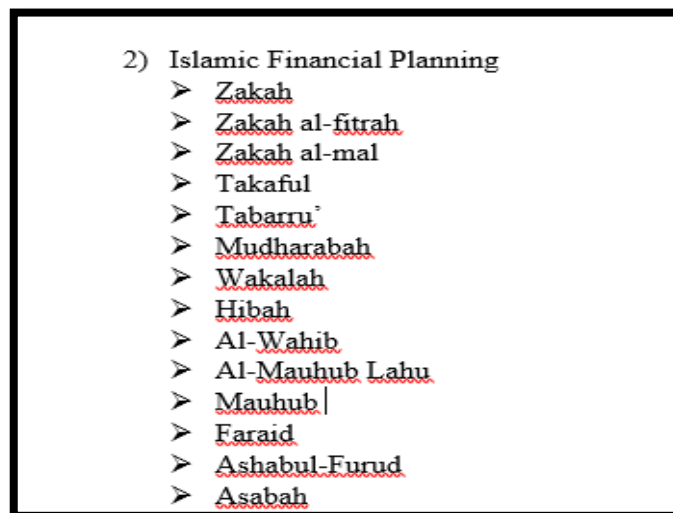 2) Islamic Financial Planning
➢ Zakah
➢ Zakah al-fitrah
➢ Zakah al-mal
➢ Takaful
➢ Tabarru’
➢ Mudharabah
➢ Wakalah
➢ Hibah
➢ Al-Wahib
➢ Al-Mauhub Lahu
➢ Mauhub
➢ Faraid
➢ Ashabul-Furud
➢ Asabah